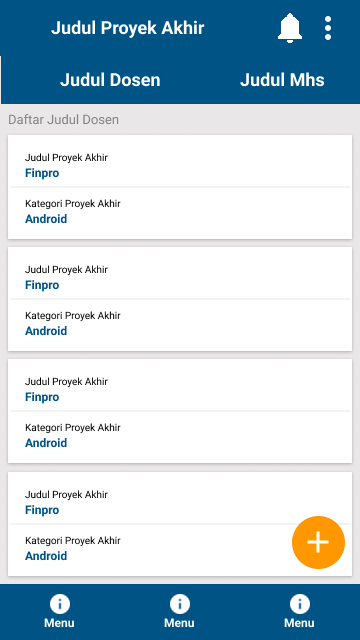 Judul Proyek Akhir
Judul Dosen Judul Mhs
Daftar Judul Dosen
Judul Proyek Akhir
Finpro
Kategori Proyek Akhir
Android
Judul Proyek Akhir
Finpro
Kategori Proyek Akhir
Android
Judul Proyek Akhir
Finpro
Kategori Proyek Akhir
Android
Judul Proyek Akhir
Finpro
Kategori Proyek Akhir
Android
Menu Menu Menu